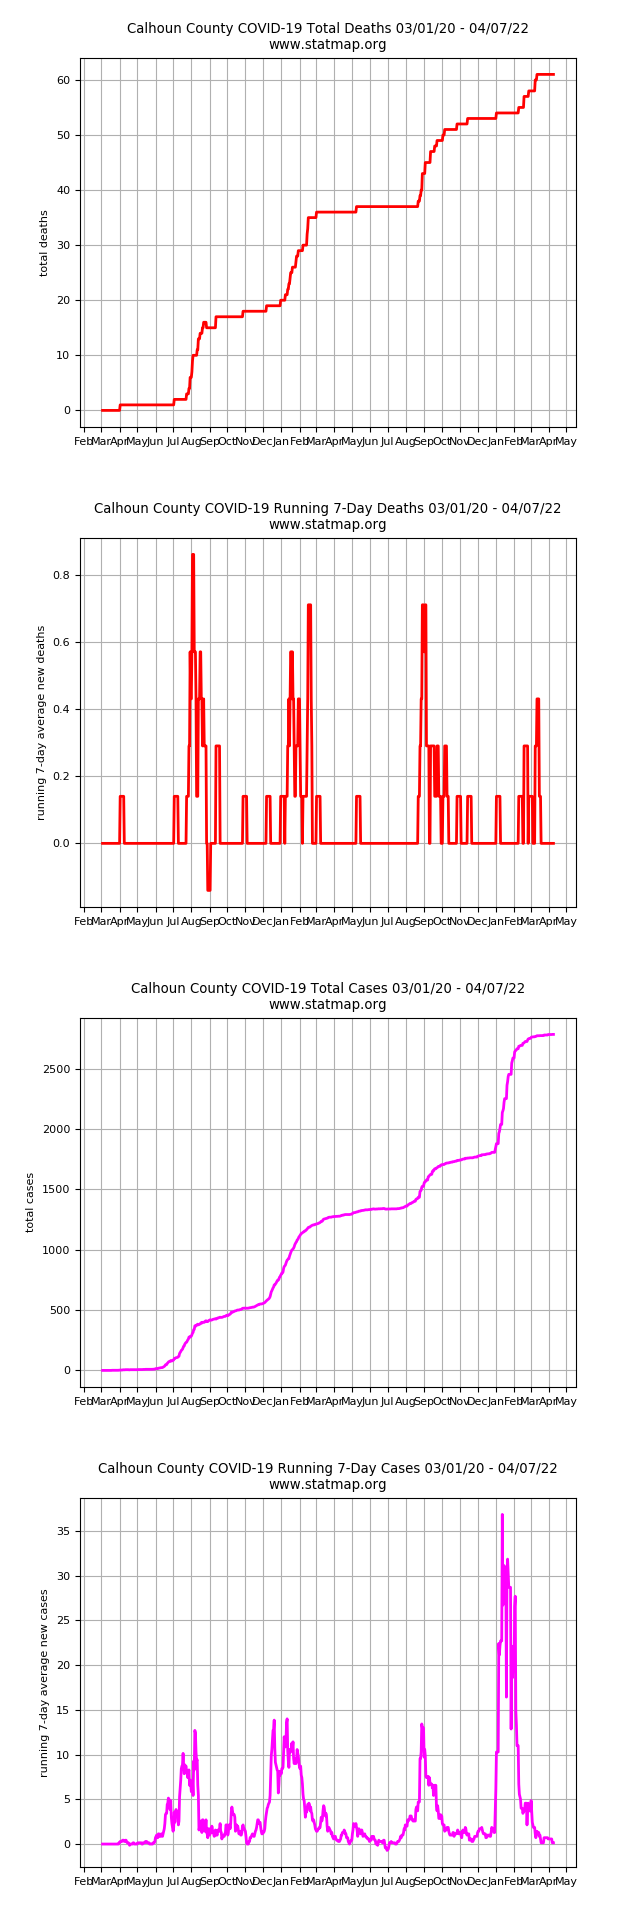 Calhoun County COVID-19 Total Deaths 03/01/20 - 04/07/22
www.statmap.org
60
50
40
30
20
10
0
total deaths
Feb Mar Apr May Jun Jul Aug Sep Oct Nov Dec Jan Feb Mar Apr May Jun Jul Aug Sep Oct Nov Dec Jan Feb Mar Apr May
Calhoun County COVID-19 Running 7-Day Deaths 03/01/20 - 04/07/22
www.statmap.org
0.8
0.6
0.4
0.2
0.0
running 7-day average new deaths
Feb Mar Apr May Jun Jul Aug Sep Oct Nov Dec Jan Feb Mar Apr May Jun Jul Aug Sep Oct Nov Dec Jan Feb Mar Apr May
Calhoun County COVID-19 Total Cases 03/01/20 - 04/07/22
www.statmap.org
2500
2000
1500
1000
500
0
total cases
Feb Mar Apr May Jun Jul Aug Sep Oct Nov Dec Jan Feb Mar Apr May Jun Jul Aug Sep Oct Nov Dec Jan Feb Mar Apr May
Calhoun County COVID-19 Running 7-Day Cases 03/01/20 - 04/07/22
www.statmap.org
35
30
25
20
15
10
5
0
running 7-day average new cases
Feb Mar Apr May Jun Jul Aug Sep Oct Nov Dec Jan Feb Mar Apr May Jun Jul Aug Sep Oct Nov Dec Jan Feb Mar Apr May